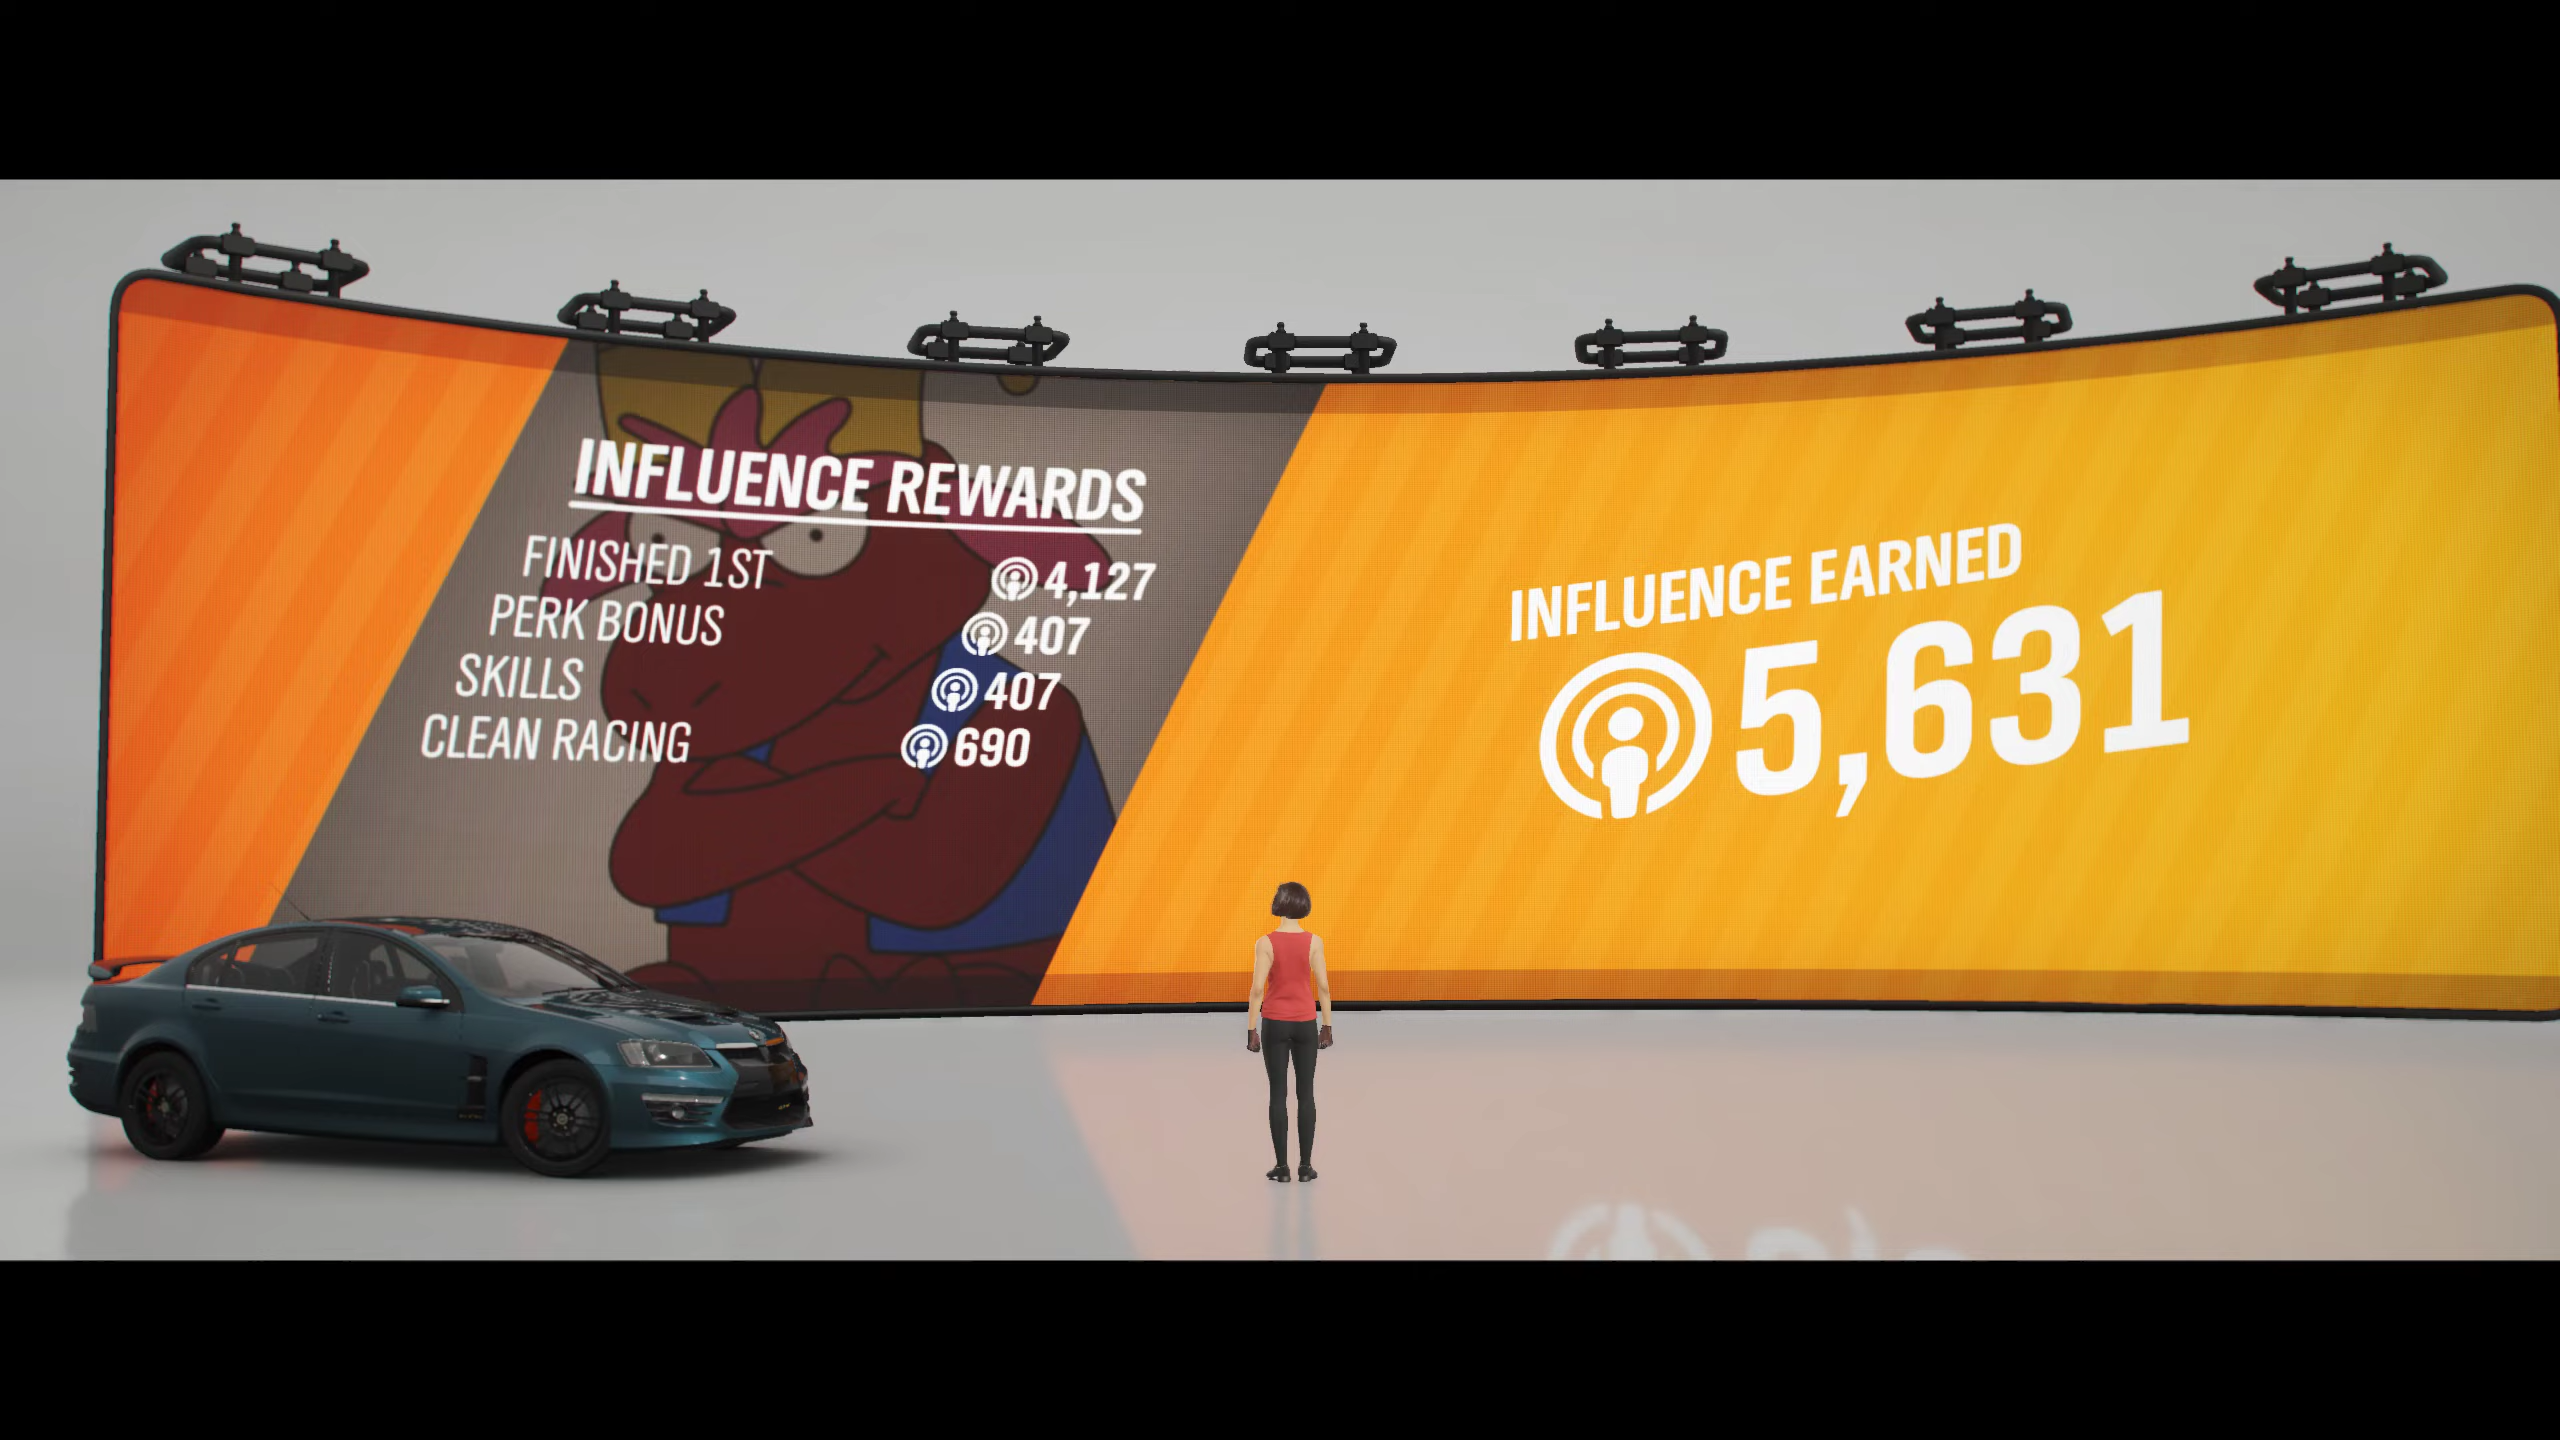 INFLUENCE REWARDS
FINISHED 1ST 4,127
PERK BONUS 407
SKILLS 407
CLEAN RACING 690
INFLUENCE EARNED
5,631